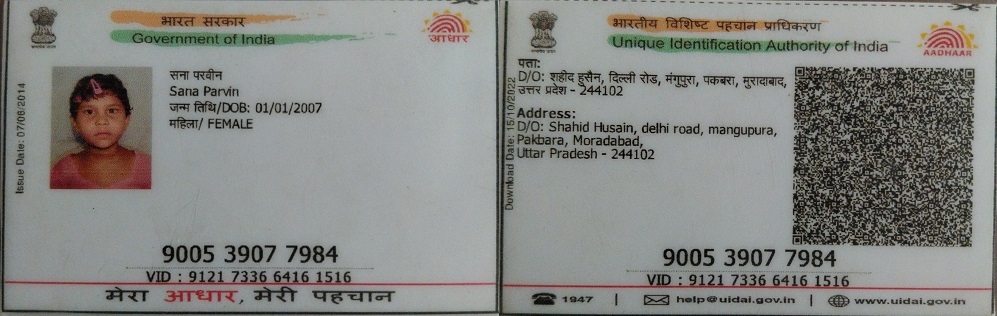 भारत सरकार
Government of India
आधार
Issue Date: 07/06/2014
सना परवीन
Sana Parvin
जन्म तिथि/DOB: 01/01/2007
महिला/ FEMALE
9005 3907 7984
VID : 9121 7336 6416 1516
मेरा आधार, मेरी पहचान
भारतीय विशिष्ट पहचान प्राधिकरण
Unique Identification Authority of India
AADHAAR
Download Date: 15/10/2022
पता:
D/O: शहीद हुसैन, दिल्ली रोड, मंगुपुरा, पकबरा, मुरादाबाद,
उत्तर प्रदेश - 244102
Address:
D/O: Shahid Husain, delhi road, mangupura,
Pakbara, Moradabad,
Uttar Pradesh - 244102
9005 3907 7984
VID : 9121 7336 6416 1516
1947 | help@uidai.gov.in | www.uidai.gov.in